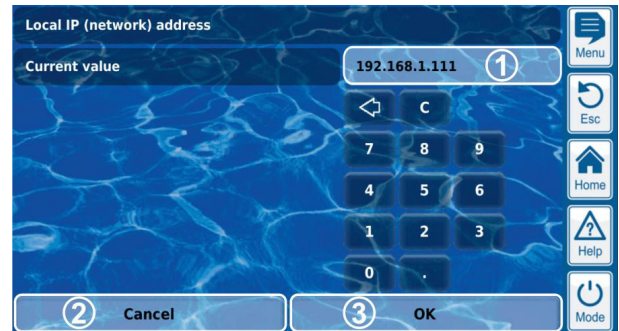 Local IP (network) address
Menu
Current value
192.168.1.111
1
C
Esc
7 8 9
4 5 6
Home
1 2 3
?
Help
0 .
2 Cancel
3 OK
Mode